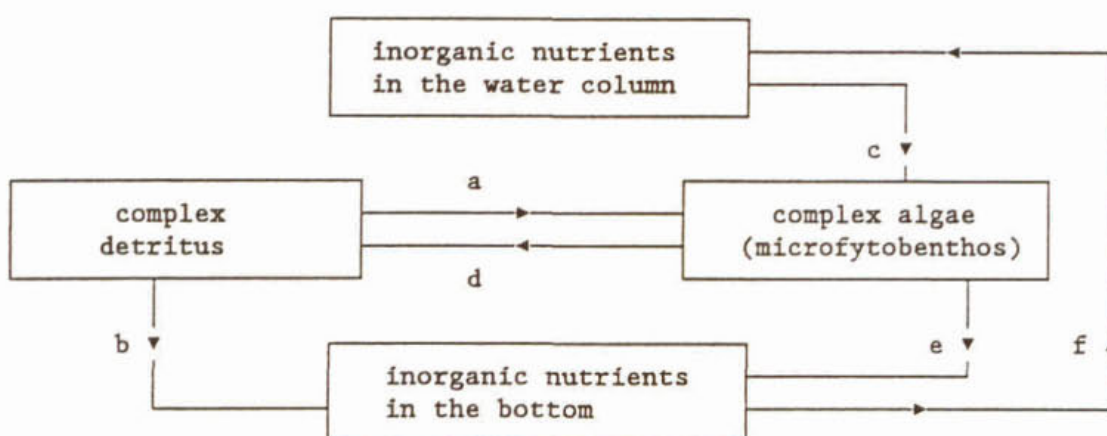 inorganic nutrients
in the water column
c
a
complex
detritus
complex algae
(microfytobenthos)
d
b
e
f
inorganic nutrients
in the bottom